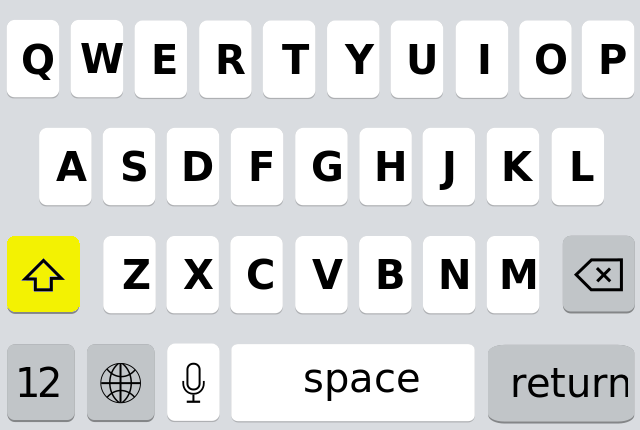 Q W E R T Y U I O P
A S D F G H J K L
Z X C V B N M
12 space return